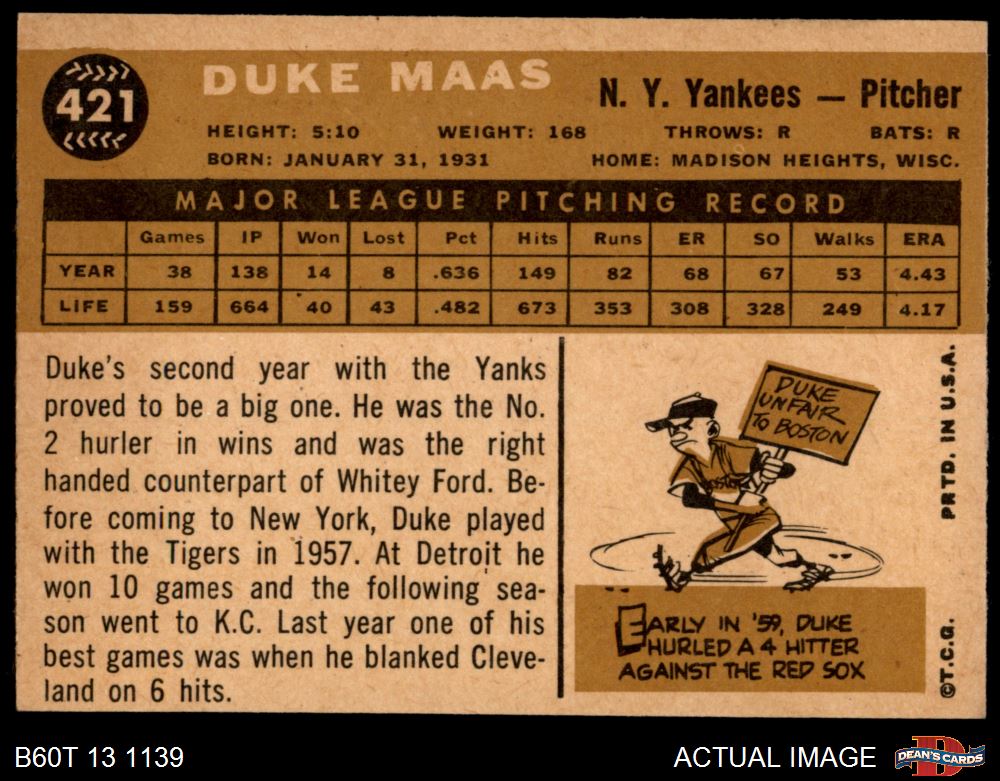 421
DUKE MAAS
N. Y. Yankees — Pitcher
HEIGHT: 5:10 WEIGHT: 168 THROWS: R BATS: R
BORN: JANUARY 31, 1931 HOME: MADISON HEIGHTS, WISC.
MAJOR LEAGUE PITCHING RECORD
Games IP Won Lost Pct Hits Runs ER SO Walks ERA
YEAR 38 138 14 8 .636 149 82 68 67 53 4.43
LIFE 159 664 40 43 .482 673 353 308 328 249 4.17
Duke's second year with the Yanks
proved to be a big one. He was the No.
2 hurler in wins and was the right
handed counterpart of Whitey Ford. Be-
fore coming to New York, Duke played
with the Tigers in 1957. At Detroit he
won 10 games and the following sea-
son went to K.C. Last year one of his
best games was when he blanked Cleve-
land on 6 hits.
DUKE
UNFAIR
TO BOSTON
Boston
EARLY IN '59, DUKE
HURLED A 4 HITTER
AGAINST THE RED SOX
©T.C.G. PRTD. IN U.S.A.
B60T 13 1139
ACTUAL IMAGE
D
DEAN'S CARDS